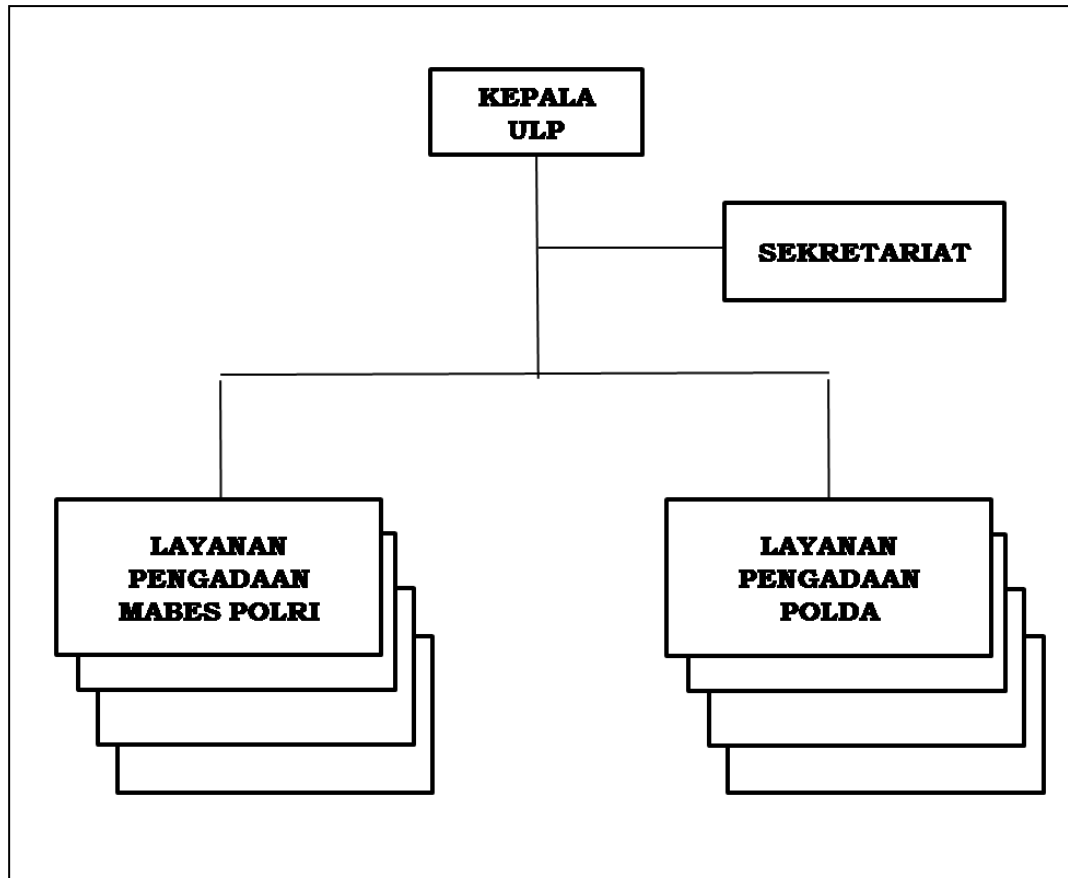 KEPALA
ULP
SEKRETARIAT
LAYANAN
PENGADAAN
MABES POLRI
LAYANAN
PENGADAAN
POLDA